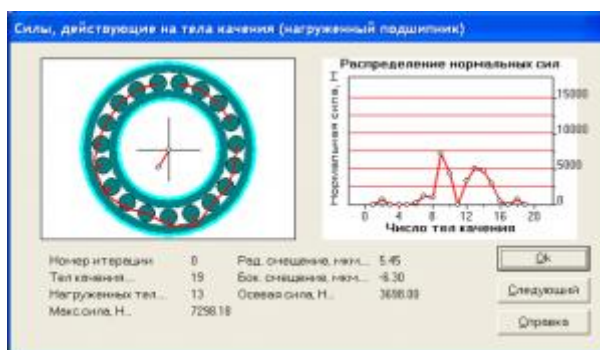 Силы, действующие на тела качения (нагруженный подшипник)
Распределение нормальных сил
Нормальная сила, Н
15000
10000
5000
0
0 4 8 12 16 20
Число тел качения
Номер итерации 0
Тел качения... 19
Нагруженных тел... 13
Макс.сила, Н... 7298.18
Рад. смещение, мкм... 5.45
Бок. смещение, мкм... -6.30
Осевая сила, Н... 3698.00
Ok
Следующий
Справка